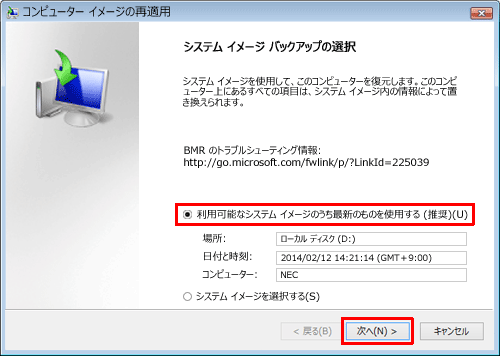 コンピューター イメージの再適用
システム イメージ バックアップの選択
システム イメージを使用して、このコンピューターを復元します。このコンピ
ューター上にあるすべての項目は、システム イメージ内の情報によって置
き換えられます。
BMR のトラブルシューティング情報:
http://go.microsoft.com/fwlink/p/?LinkId=225039
利用可能なシステム イメージのうち最新のものを使用する (推奨)(U)
場所: ローカル ディスク (D:)
日付と時刻: 2014/02/12 14:21:14 (GMT+9:00)
コンピューター: NEC
システム イメージを選択する(S)
< 戻る(B) 次へ(N) > キャンセル